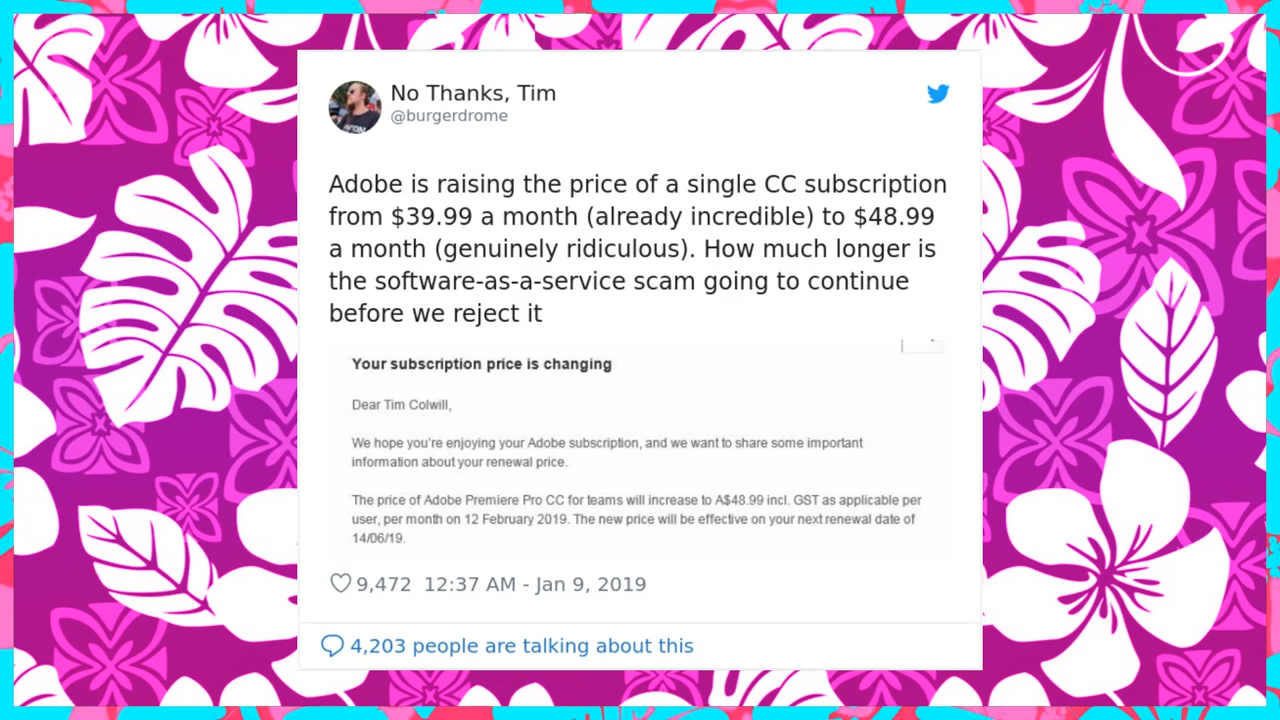 No Thanks, Tim
@burgerdrome
Adobe is raising the price of a single CC subscription
from $39.99 a month (already incredible) to $48.99
a month (genuinely ridiculous). How much longer is
the software-as-a-service scam going to continue
before we reject it
Your subscription price is changing
Dear Tim Colwill,
We hope you're enjoying your Adobe subscription, and we want to share some important
information about your renewal price.
The price of Adobe Premiere Pro CC for teams will increase to A$48.99 incl. GST as applicable per
user, per month on 12 February 2019. The new price will be effective on your next renewal date of
14/06/19.
9,472 12:37 AM - Jan 9, 2019
4,203 people are talking about this